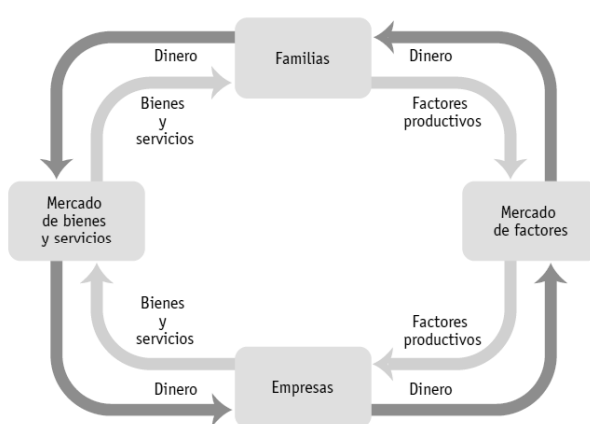 Dinero
Familias
Dinero
Bienes
y
servicios
Factores
productivos
Mercado
de bienes
y servicios
Mercado
de factores
Bienes
y
servicios
Factores
productivos
Dinero
Empresas
Dinero